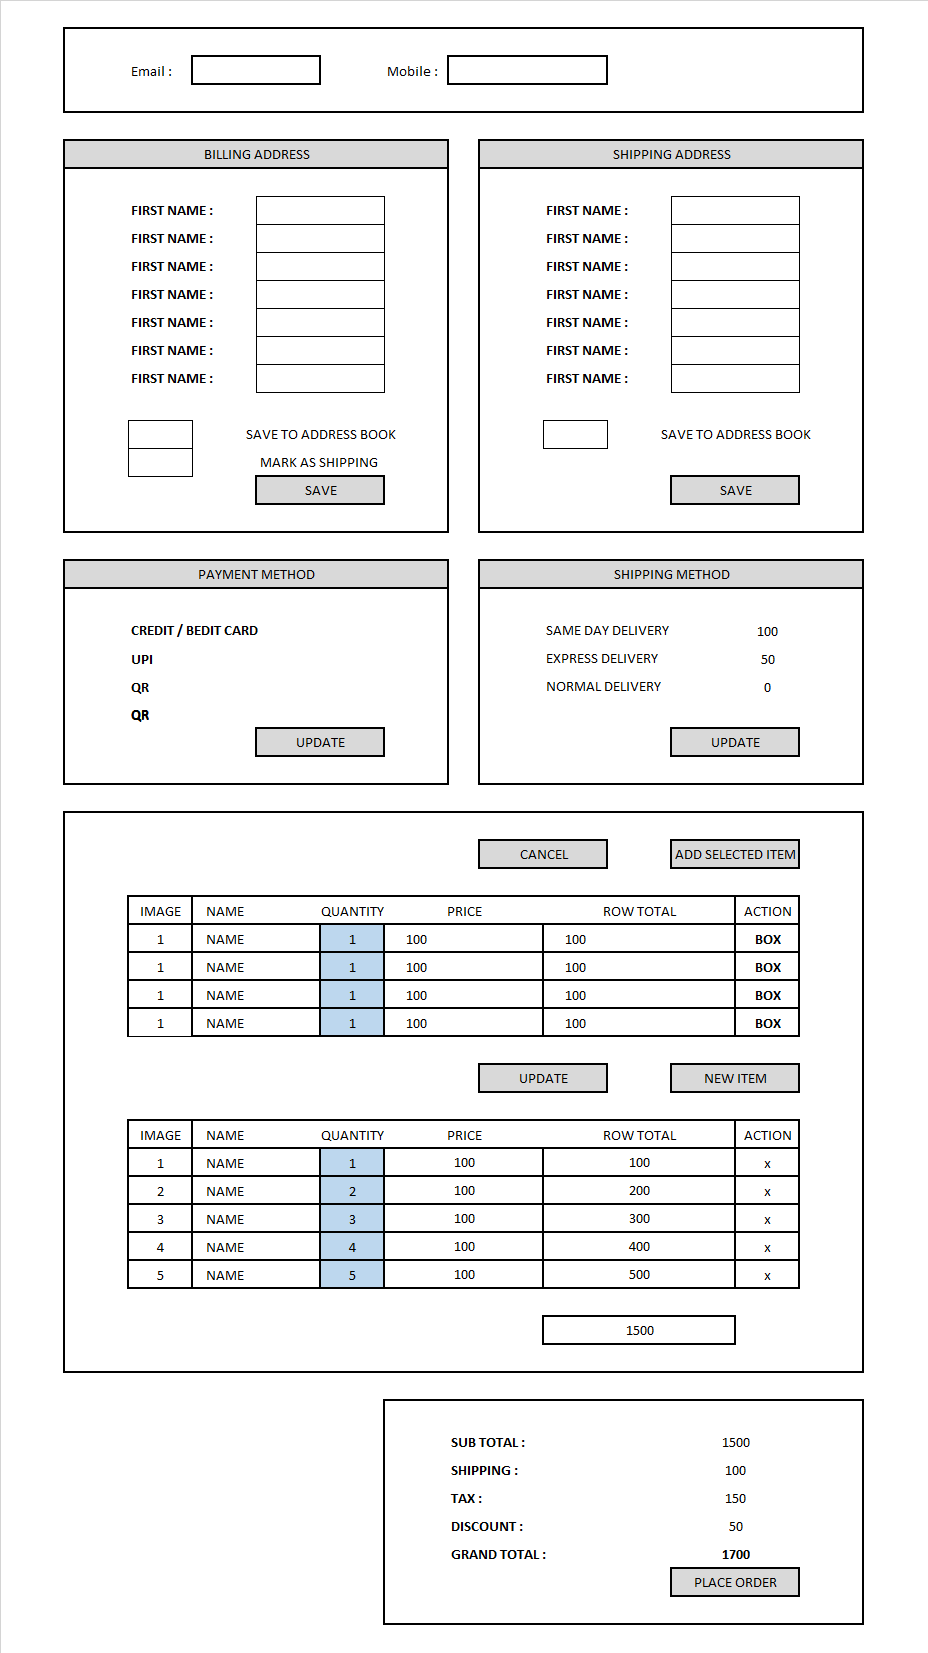 Email :
Mobile :
BILLING ADDRESS
FIRST NAME :
FIRST NAME :
FIRST NAME :
FIRST NAME :
FIRST NAME :
FIRST NAME :
FIRST NAME :
SAVE TO ADDRESS BOOK
MARK AS SHIPPING
SAVE
SHIPPING ADDRESS
FIRST NAME :
FIRST NAME :
FIRST NAME :
FIRST NAME :
FIRST NAME :
FIRST NAME :
FIRST NAME :
SAVE TO ADDRESS BOOK
SAVE
PAYMENT METHOD
CREDIT / BEDIT CARD
UPI
QR
QR
UPDATE
SHIPPING METHOD
SAME DAY DELIVERY 100
EXPRESS DELIVERY 50
NORMAL DELIVERY 0
UPDATE
CANCEL ADD SELECTED ITEM
IMAGE NAME QUANTITY PRICE ROW TOTAL ACTION
1 NAME 1 100 100 BOX
1 NAME 1 100 100 BOX
1 NAME 1 100 100 BOX
1 NAME 1 100 100 BOX
UPDATE NEW ITEM
IMAGE NAME QUANTITY PRICE ROW TOTAL ACTION
1 NAME 1 100 100 x
2 NAME 2 100 200 x
3 NAME 3 100 300 x
4 NAME 4 100 400 x
5 NAME 5 100 500 x
1500
SUB TOTAL : 1500
SHIPPING : 100
TAX : 150
DISCOUNT : 50
GRAND TOTAL : 1700
PLACE ORDER